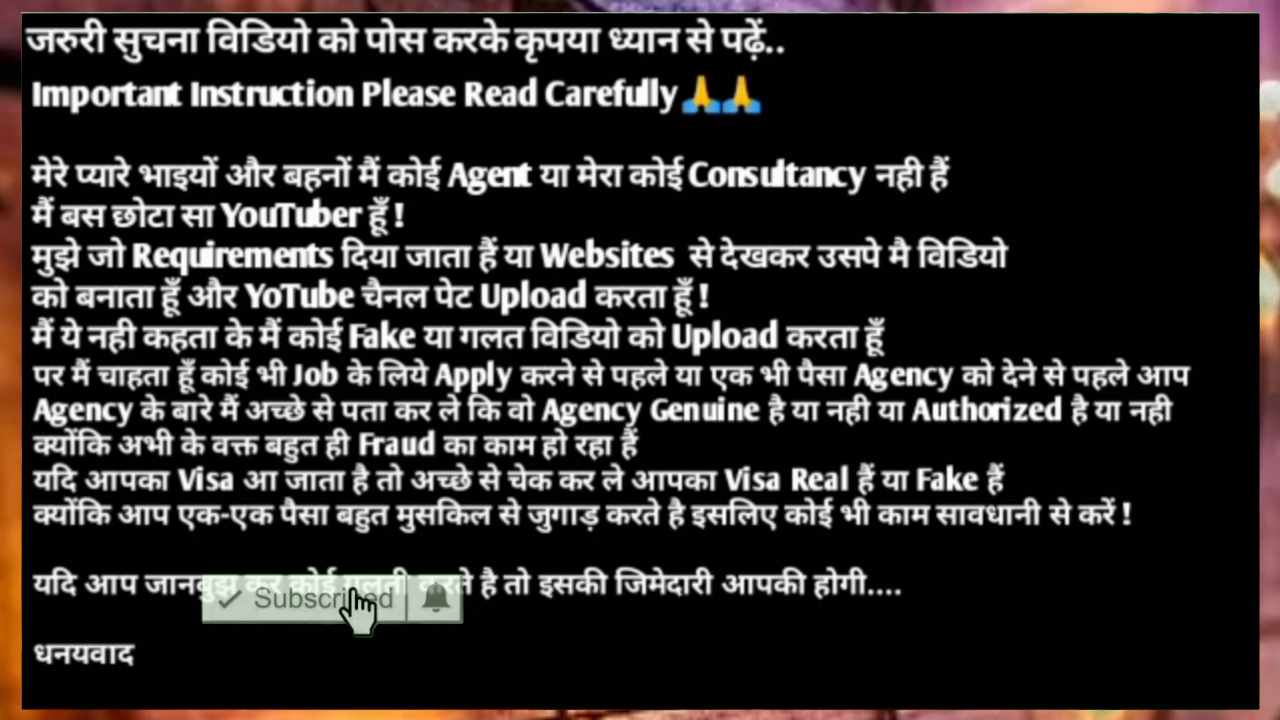 जरुरी सुचना विडियो को पोस करके कृपया ध्यान से पढ़ें..
Important Instruction Please Read Carefully🙏🙏
मेरे प्यारे भाइयों और बहनों मैं कोई Agent या मेरा कोई Consultancy नही हैं
मैं बस छोटा सा YouTuber हूँ !
मुझे जो Requirements दिया जाता हैं या Websites से देखकर उसपे मै विडियो
को बनाता हूँ और YoTube चैनल पेट Upload करता हूँ !
मैं ये नही कहता के मैं कोई Fake या गलत विडियो को Upload करता हूँ
पर मैं चाहता हूँ कोई भी Job के लिये Apply करने से पहले या एक भी पैसा Agency को देने से पहले आप
Agency के बारे मैं अच्छे से पता कर ले कि वो Agency Genuine है या नही या Authorized है या नही
क्योंकि अभी के वक्त बहुत ही Fraud का काम हो रहा हैं
यदि आपका Visa आ जाता है तो अच्छे से चेक कर ले आपका Visa Real हैं या Fake हैं
क्योंकि आप एक-एक पैसा बहुत मुसकिल से जुगाड़ करते है इसलिए कोई भी काम सावधानी से करें !
यदि आप जानबुझ कर कोई गलती करते है तो इसकी जिमेदारी आपकी होगी....
Subscribed
धनयवाद